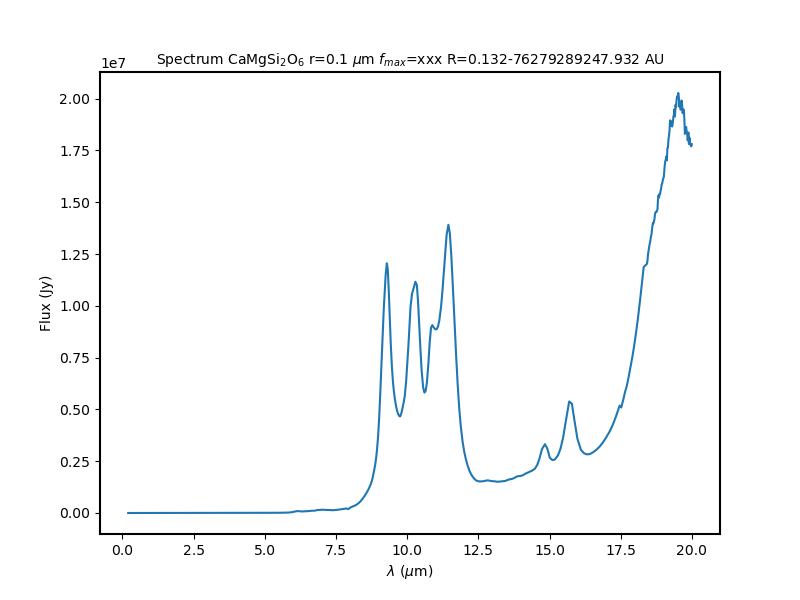 Spectrum CaMgSi₂O₆ r=0.1 μm f_max=xxx R=0.132-76279289247.932 AU
1e7
2.00
1.75
1.50
1.25
1.00
0.75
0.50
0.25
0.00
Flux (Jy)
0.0 2.5 5.0 7.5 10.0 12.5 15.0 17.5 20.0
λ (μm)